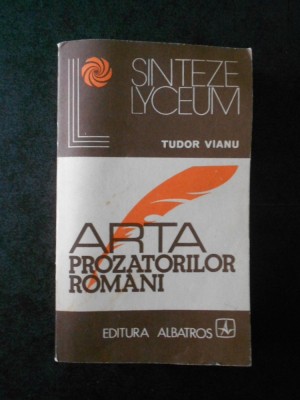 SINTEZE
LYCEUM
TUDOR VIANU
ARTA
PROZATORILOR
ROMÂNI
EDITURA ALBATROS